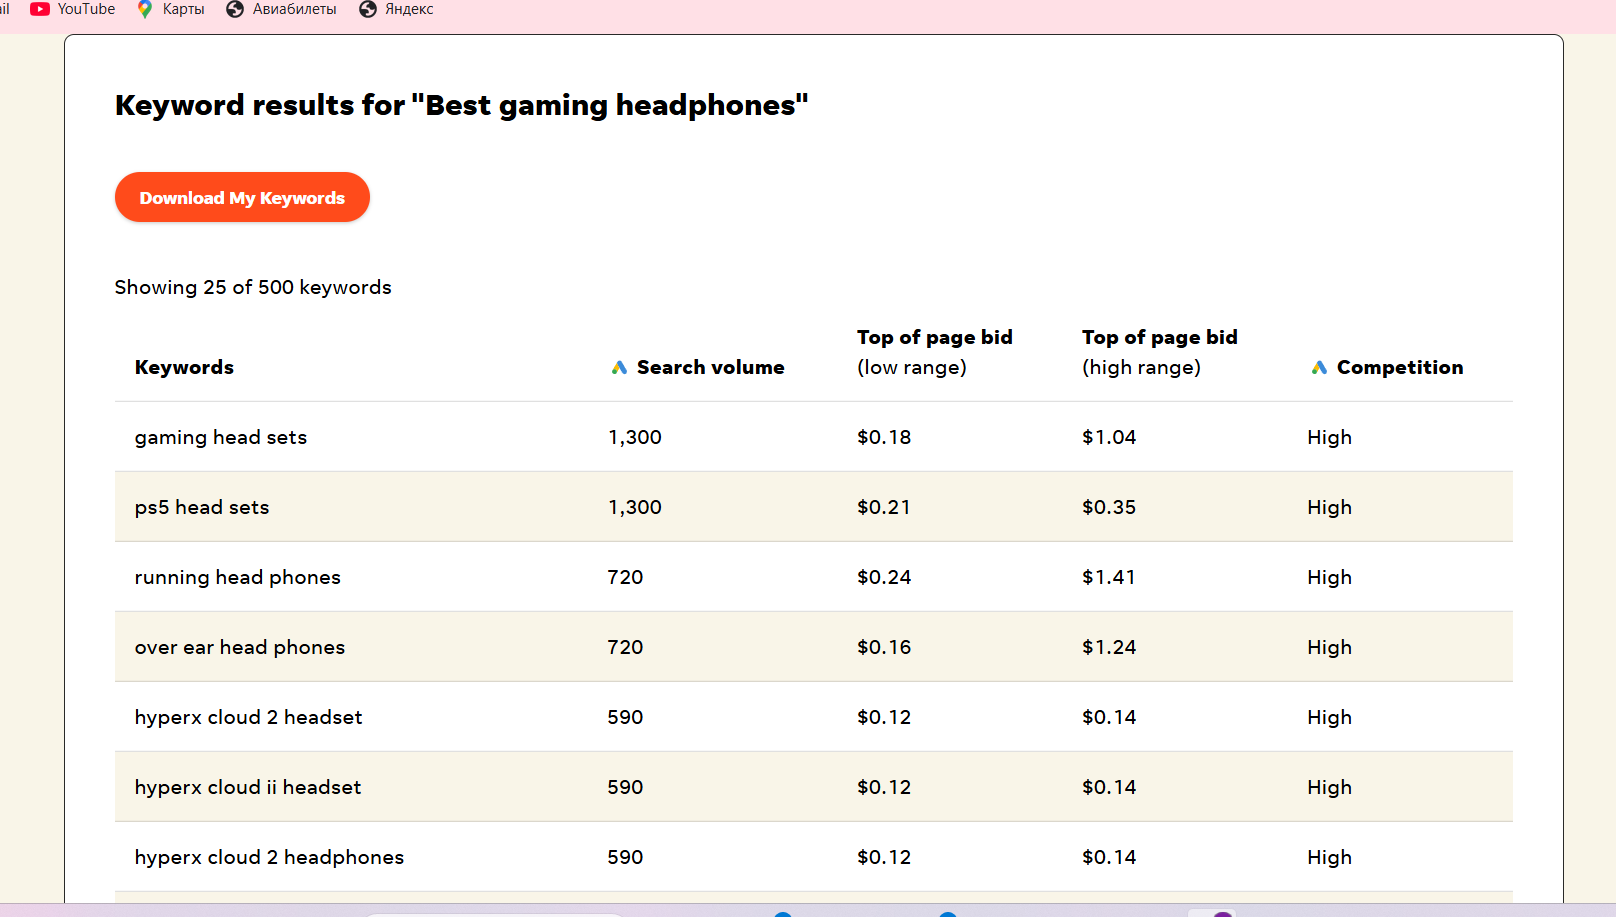 il YouTube Карты Авиабилеты Яндекс
Keyword results for "Best gaming headphones"
Download My Keywords
Showing 25 of 500 keywords
Keywords Search volume Top of page bid (low range) Top of page bid (high range) Competition
gaming head sets 1,300 $0.18 $1.04 High
ps5 head sets 1,300 $0.21 $0.35 High
running head phones 720 $0.24 $1.41 High
over ear head phones 720 $0.16 $1.24 High
hyperx cloud 2 headset 590 $0.12 $0.14 High
hyperx cloud ii headset 590 $0.12 $0.14 High
hyperx cloud 2 headphones 590 $0.12 $0.14 High